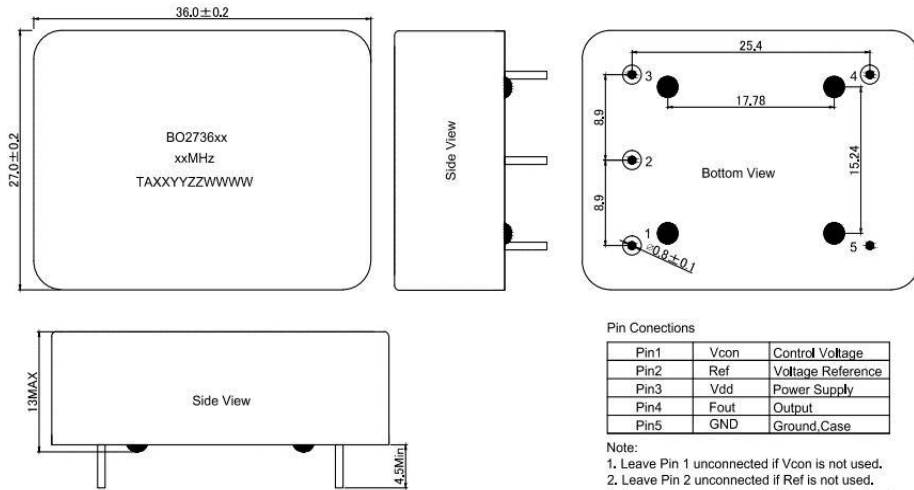 36.0±0.2
27.0±0.2
BO2736xx
xxMHz
TAXXYYZZWWWW
Side View
25.4
3
4
17.78
8.9
2
Bottom View
15.24
8.9
1
5
⌀0.8±0.1
13MAX
Side View
4.5Min
Pin Conections
Pin1 Vcon Control Voltage
Pin2 Ref Voltage Reference
Pin3 Vdd Power Supply
Pin4 Fout Output
Pin5 GND Ground,Case
Note:
1. Leave Pin 1 unconnected if Vcon is not used.
2. Leave Pin 2 unconnected if Ref is not used.